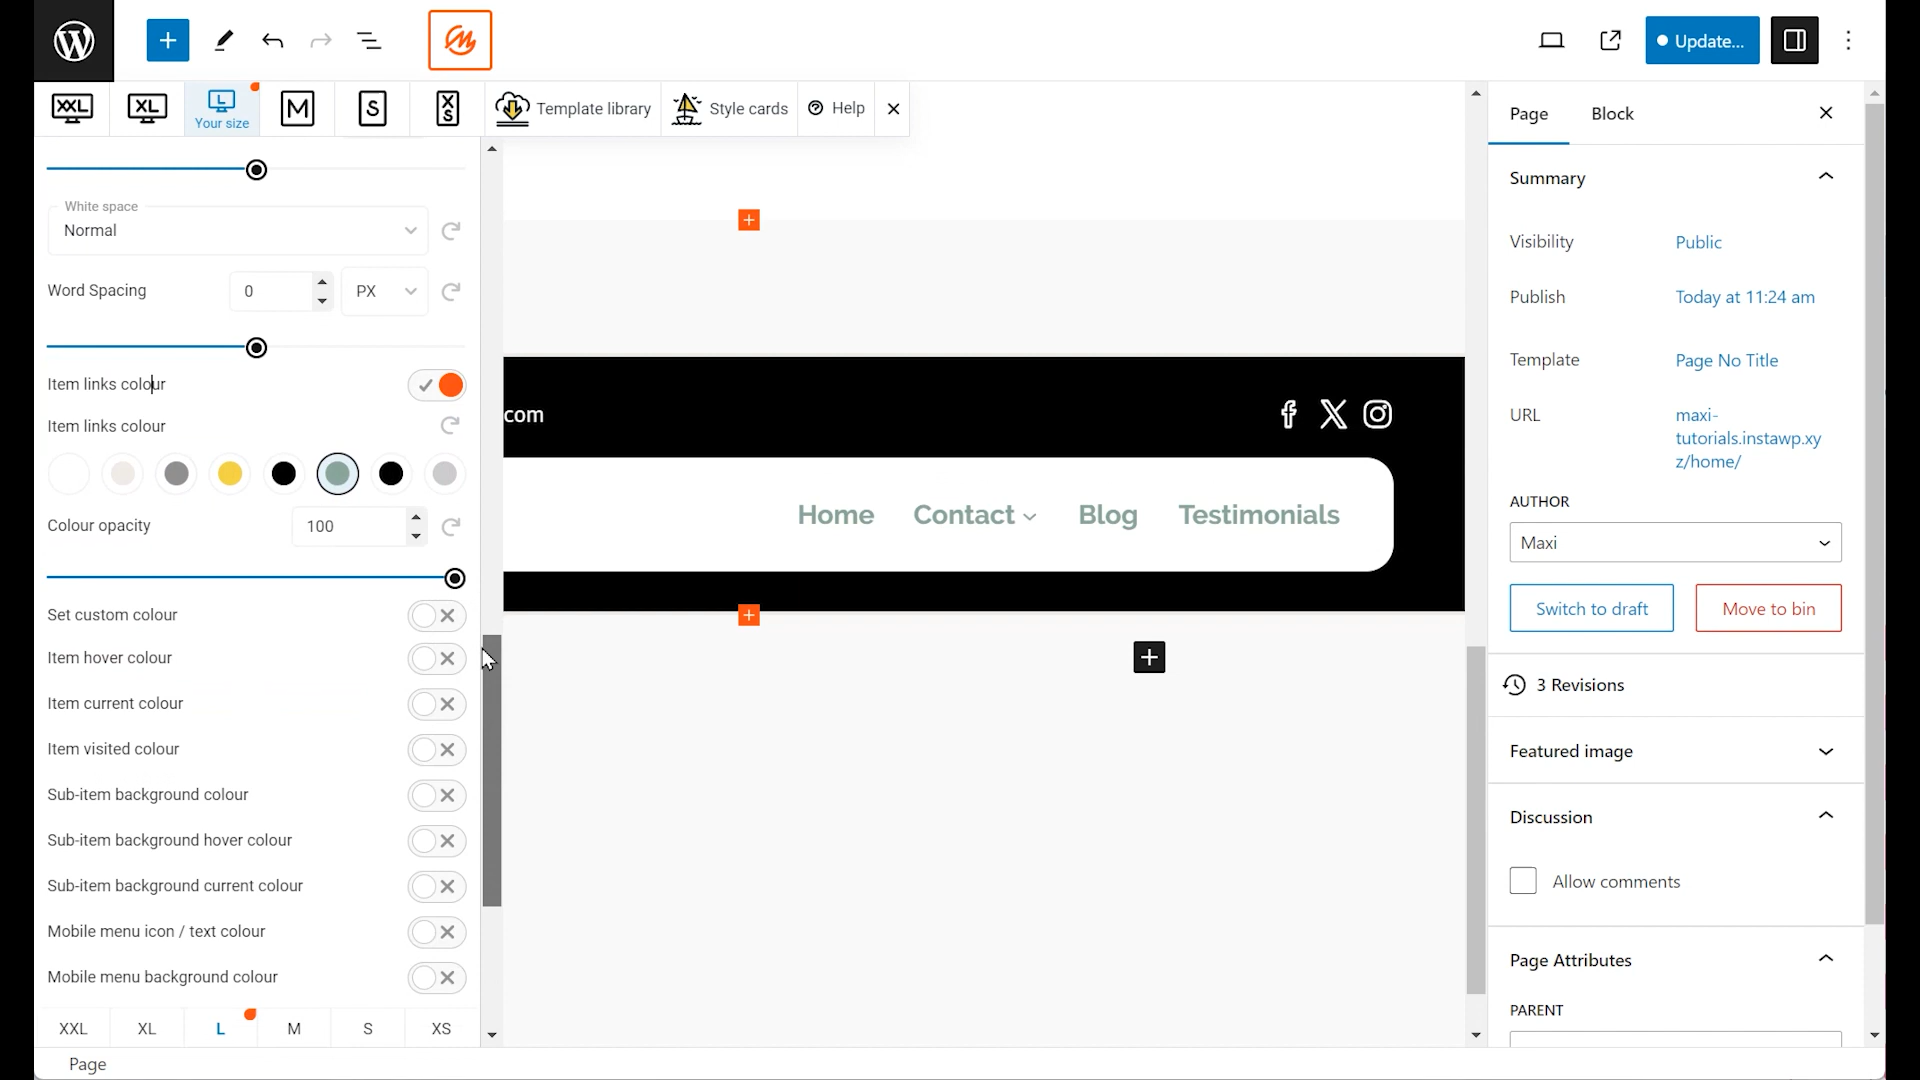 Update...
XXL
XL
L
Your size
M
S
XS
Template library
Style cards
Help
Page
Block
White space
Normal
Word Spacing
0
PX
Item links colour
Item links colour
Colour opacity
100
Set custom colour
Item hover colour
Item current colour
Item visited colour
Sub-item background colour
Sub-item background hover colour
Sub-item background current colour
Mobile menu icon / text colour
Mobile menu background colour
XXL
XL
L
M
S
XS
Page
com
Home
Contact
Blog
Testimonials
Summary
Visibility
Public
Publish
Today at 11:24 am
Template
Page No Title
URL
maxi-
tutorials.instawp.xy
z/home/
AUTHOR
Maxi
Switch to draft
Move to bin
3 Revisions
Featured image
Discussion
Allow comments
Page Attributes
PARENT